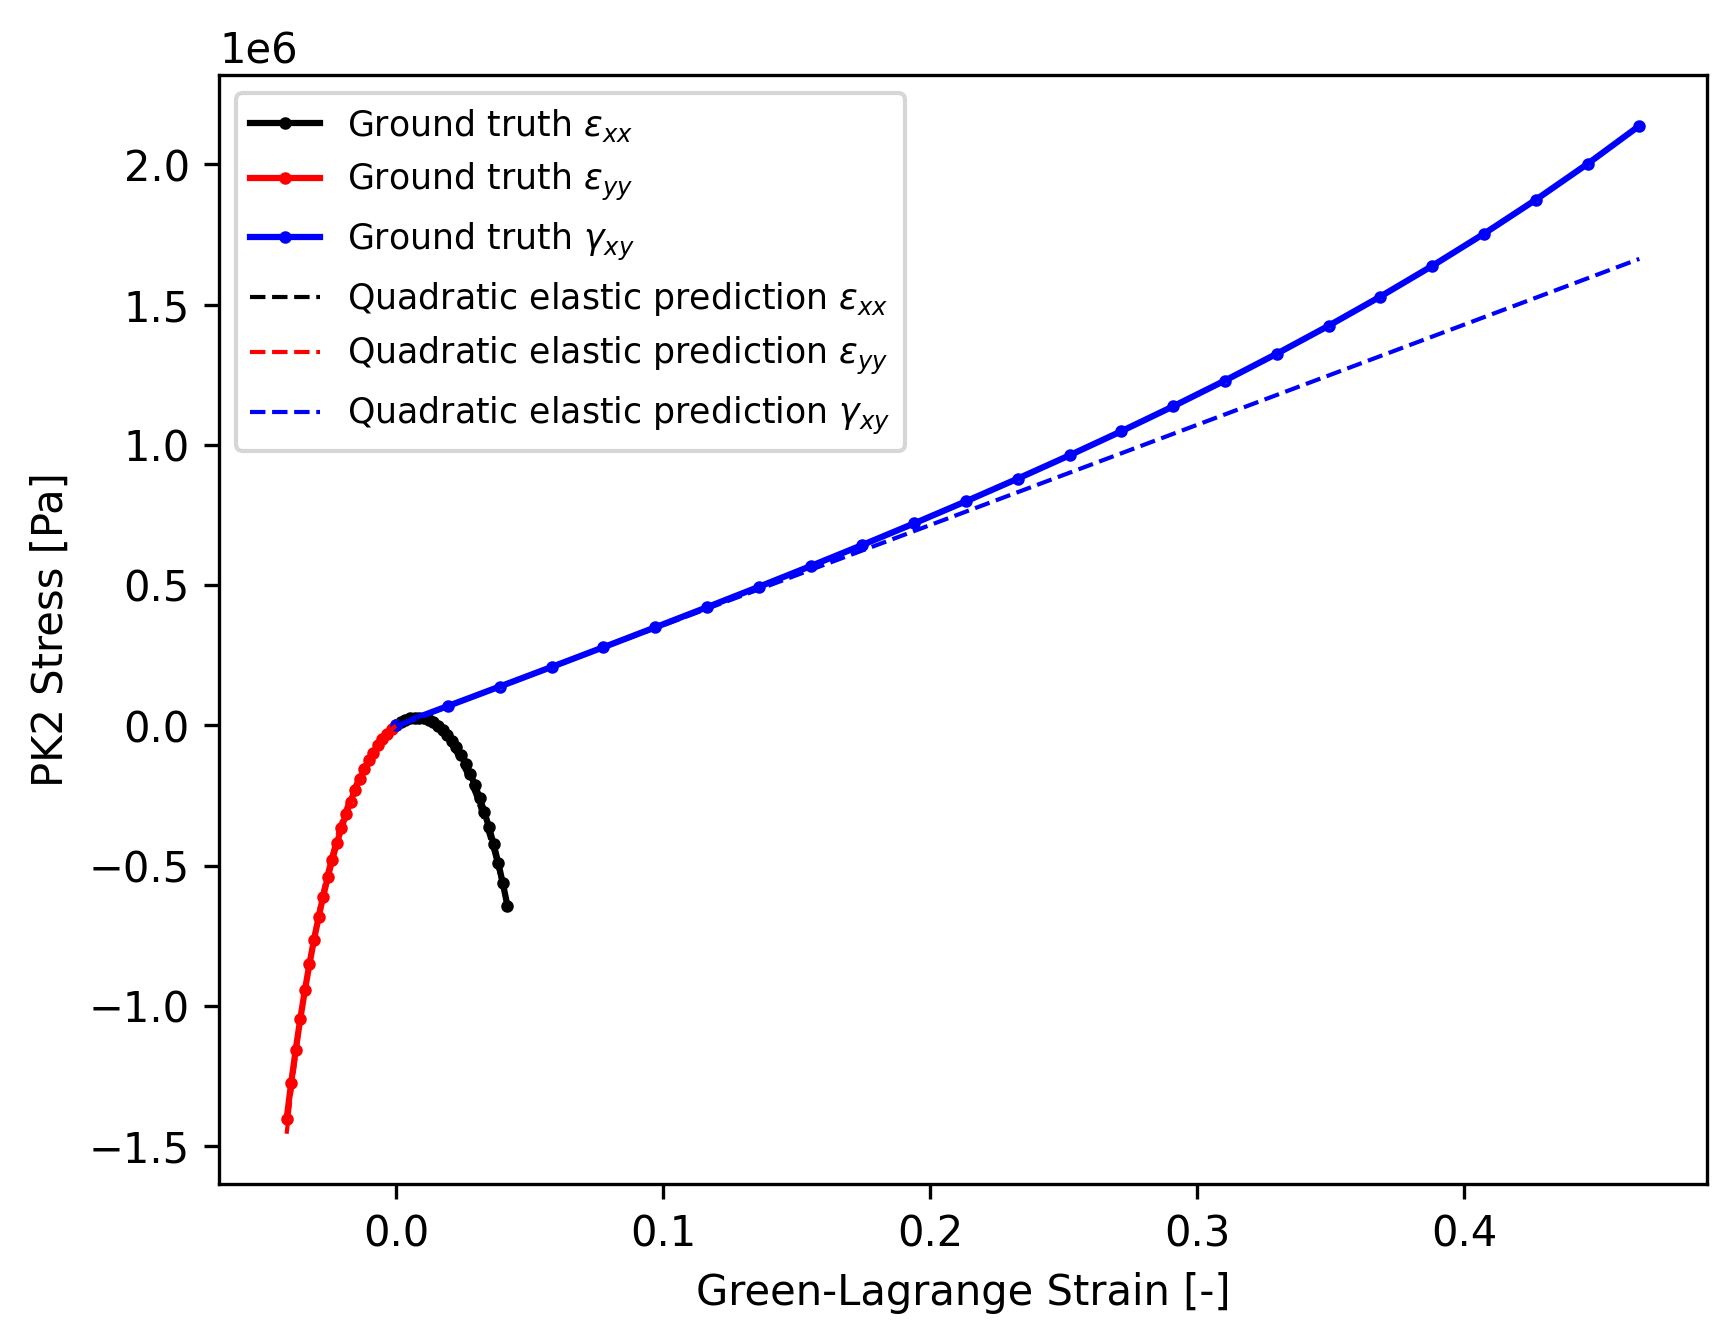 1e6
Ground truth εxx
Ground truth εyy
Ground truth γxy
Quadratic elastic prediction εxx
Quadratic elastic prediction εyy
Quadratic elastic prediction γxy
2.0
1.5
1.0
0.5
0.0
−0.5
−1.0
−1.5
PK2 Stress [Pa]
0.0 0.1 0.2 0.3 0.4
Green-Lagrange Strain [-]